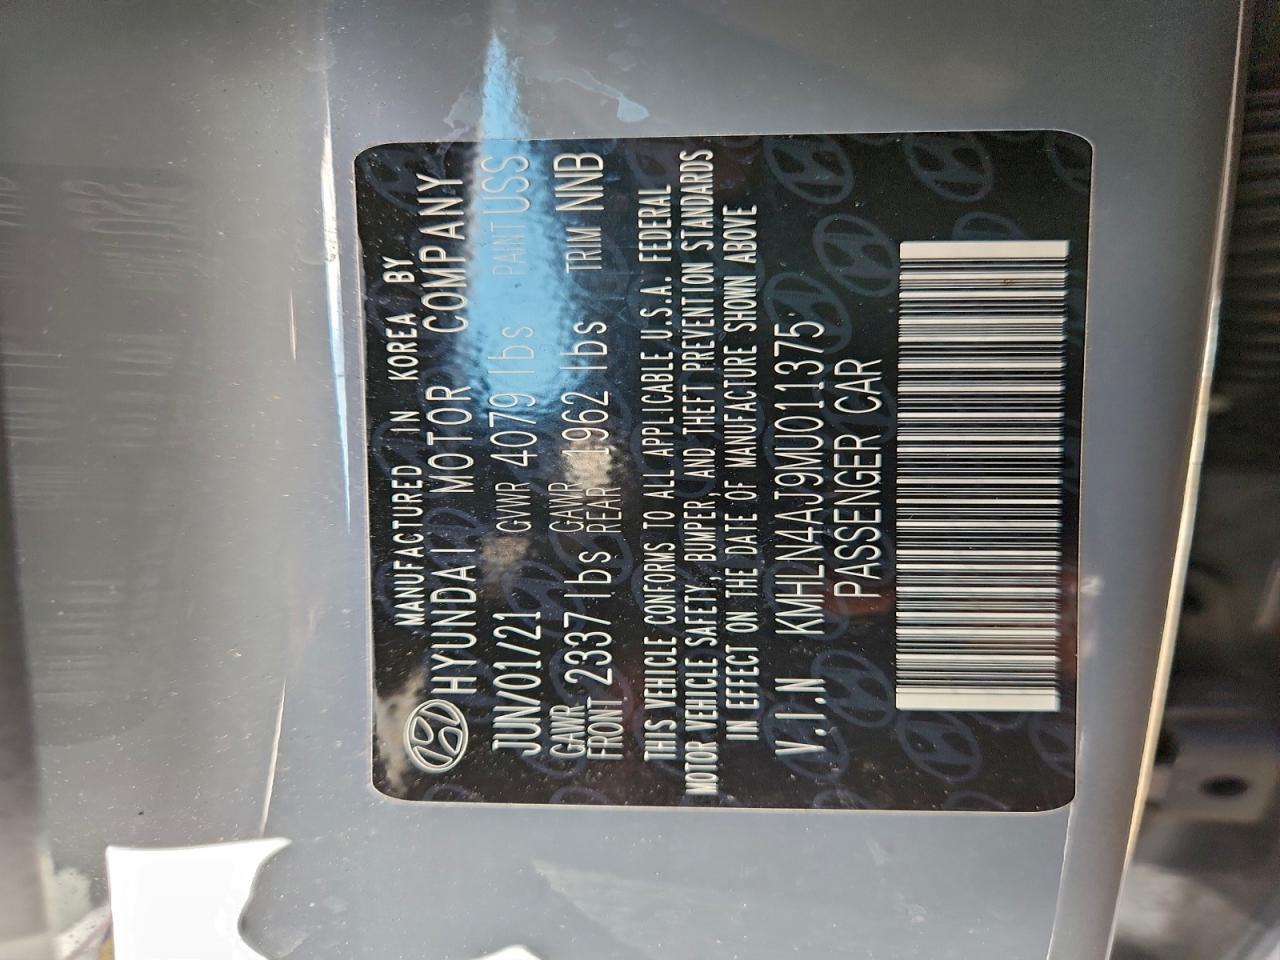 MANUFACTURED IN KOREA BY
HYUNDAI MOTOR COMPANY
JUN/01/21 GVWR 4079 lbs PAINT USS
GAWR FRONT 2337 lbs GAWR REAR 1962 lbs TRIM NNB
THIS VEHICLE CONFORMS TO ALL APPLICABLE U.S.A. FEDERAL
MOTOR VEHICLE SAFETY, BUMPER, AND THEFT PREVENTION STANDARDS
IN EFFECT ON THE DATE OF MANUFACTURE SHOWN ABOVE
V.I.N KMHLN4AJ9MU011375
PASSENGER CAR